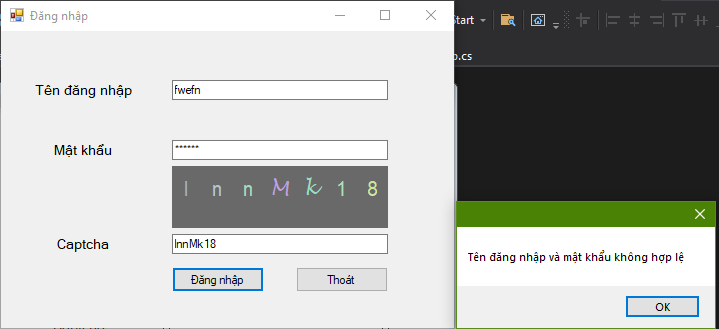 Đăng nhập
Start
.cs
Tên đăng nhập
fwefn
Mật khẩu
******
I n n M k 1 8
Captcha
InnMk18
Đăng nhập
Thoát
Tên đăng nhập và mật khẩu không hợp lệ
OK